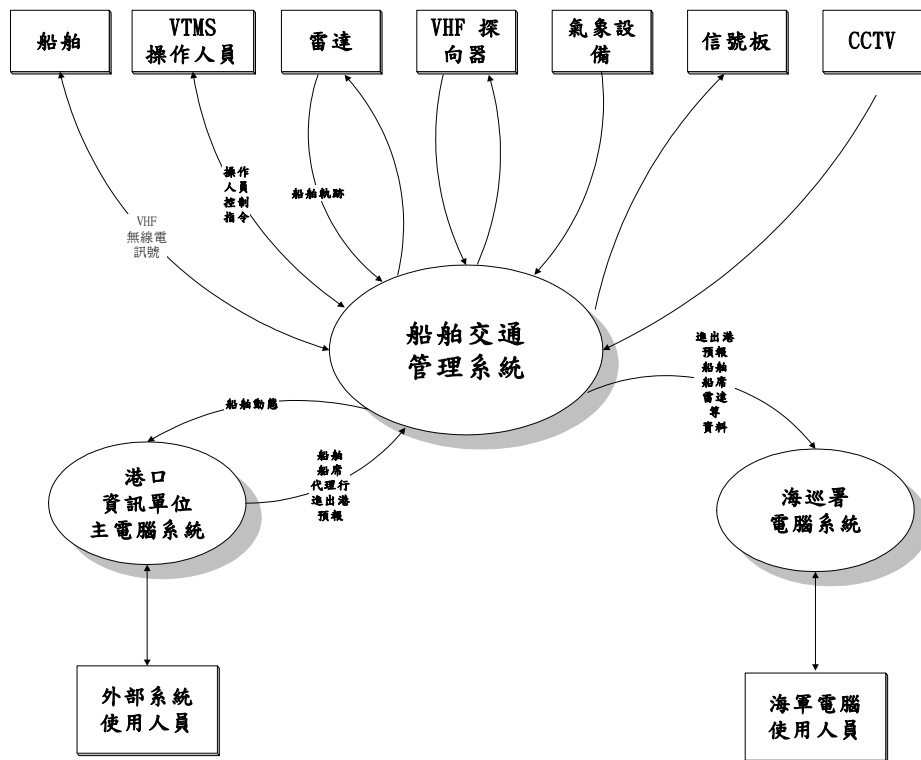 船舶
VTMS
操作人員
雷達
VHF 探
向器
氣象設
備
信號板
CCTV
操作
人員
控制
指令
船舶軌跡
VHF
無線電
訊號
船舶交通
管理系統
進出港
預報
船舶
船席
雷達
等
資料
船舶動態
船舶
船席
代理行
進出港
預報
港口
資訊單位
主電腦系統
海巡署
電腦系統
外部系統
使用人員
海軍電腦
使用人員